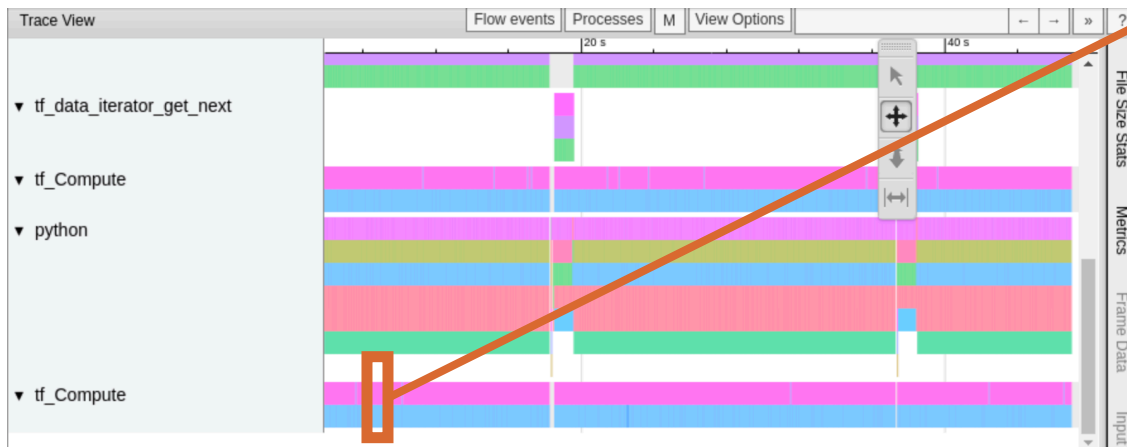 Trace View Flow events Processes M View Options ← → » ?
20 s 40 s
▼ tf_data_iterator_get_next
▼ tf_Compute
▼ python
▼ tf_Compute
File Size Stats
Metrics
Frame Data
Input